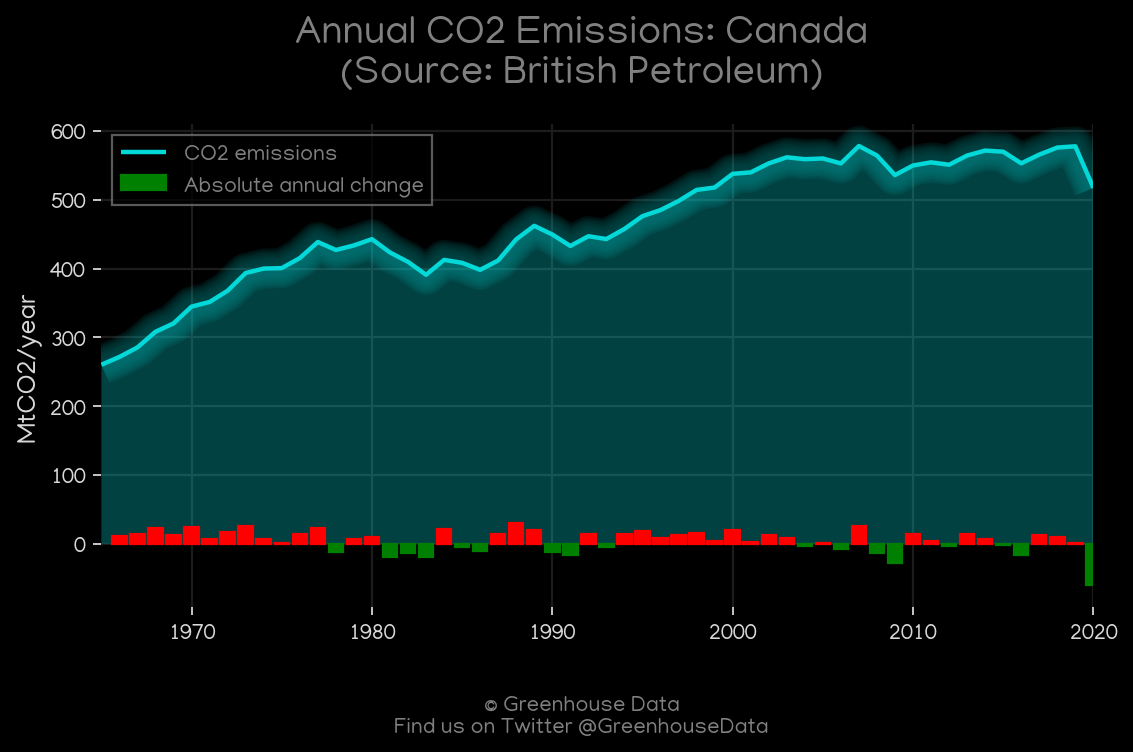 Annual CO2 Emissions: Canada
(Source: British Petroleum)
CO2 emissions
Absolute annual change
MtCO2/year
600
500
400
300
200
100
0
1970
1980
1990
2000
2010
2020
© Greenhouse Data
Find us on Twitter @GreenhouseData